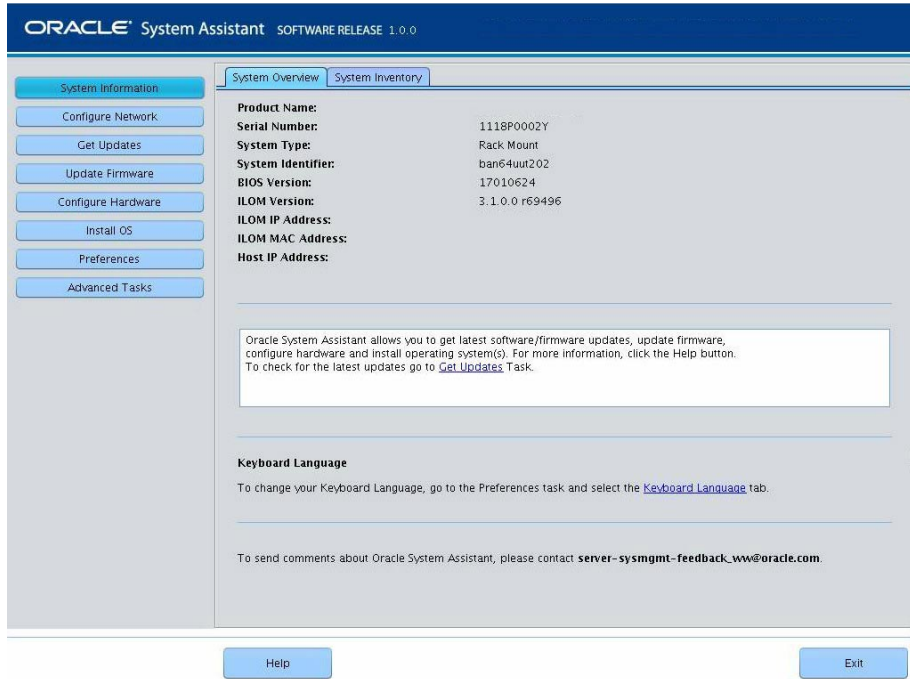 ORACLE® System Assistant SOFTWARE RELEASE 1.0.0
System Information
Configure Network
Get Updates
Update Firmware
Configure Hardware
Install OS
Preferences
Advanced Tasks
System Overview System Inventory
Product Name:
Serial Number: 1118P0002Y
System Type: Rack Mount
System Identifier: ban64uut202
BIOS Version: 17010624
ILOM Version: 3.1.0.0 r69496
ILOM IP Address:
ILOM MAC Address:
Host IP Address:
Oracle System Assistant allows you to get latest software/firmware updates, update firmware,
configure hardware and install operating system(s). For more information, click the Help button.
To check for the latest updates go to Get Updates Task.
Keyboard Language
To change your Keyboard Language, go to the Preferences task and select the Keyboard Language tab.
To send comments about Oracle System Assistant, please contact server-sysmgmt-feedback_ww@oracle.com.
Help
Exit